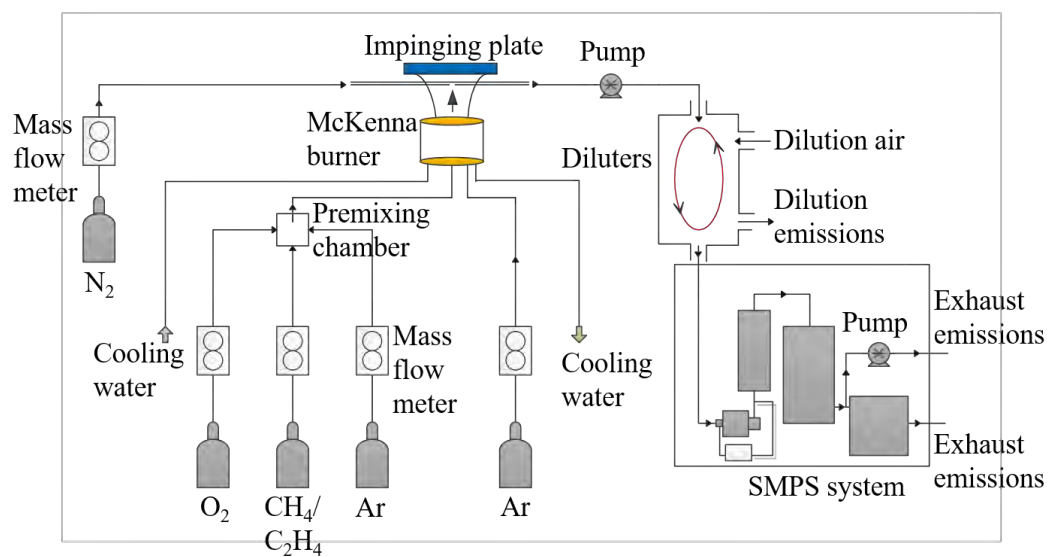 Impinging plate
Pump
Mass
flow
meter
McKenna
burner
Diluters
Dilution air
Dilution
emissions
Premixing
chamber
N₂
Cooling
water
Mass
flow
meter
Cooling
water
Pump
Exhaust
emissions
Exhaust
emissions
SMPS system
O₂
CH₄/
C₂H₄
Ar
Ar